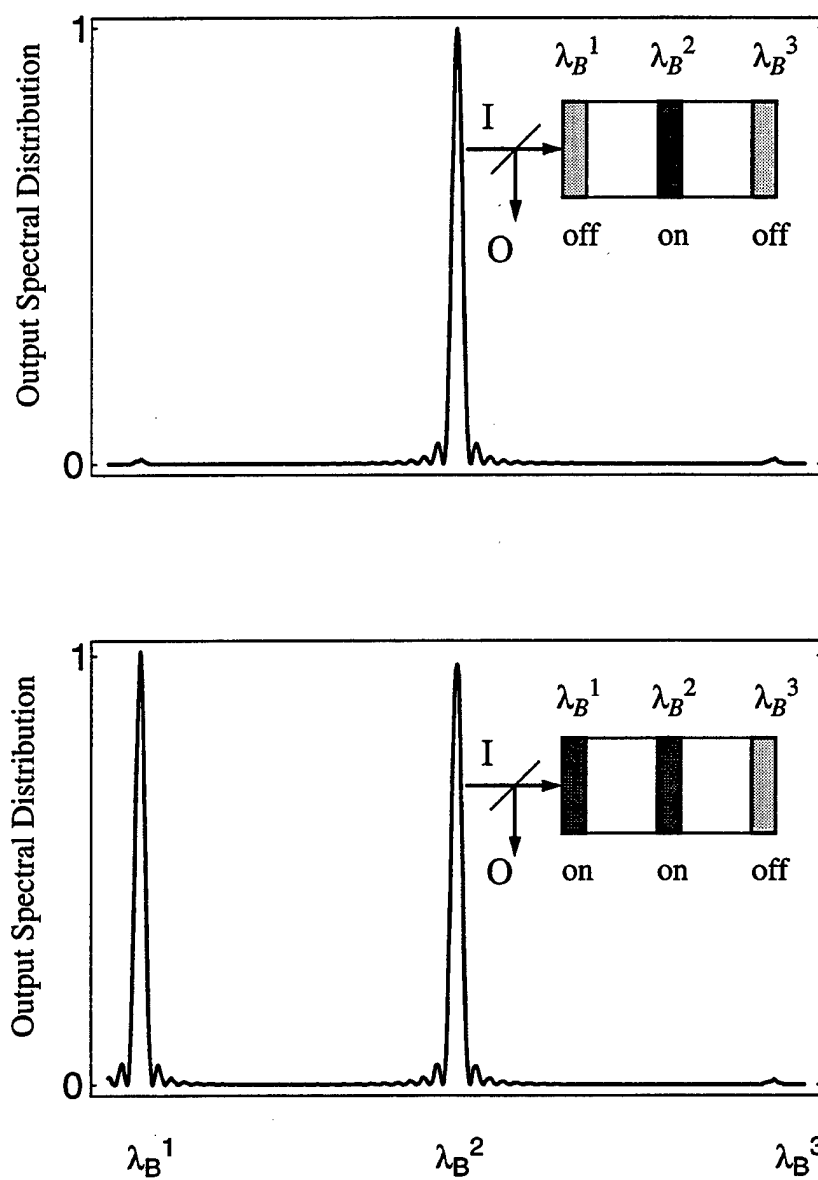 1
Output Spectral Distribution
0
λB1 λB2 λB3
I
O
off on off
1
Output Spectral Distribution
0
λB1 λB2 λB3
I
O
on on off
λB1 λB2 λB3